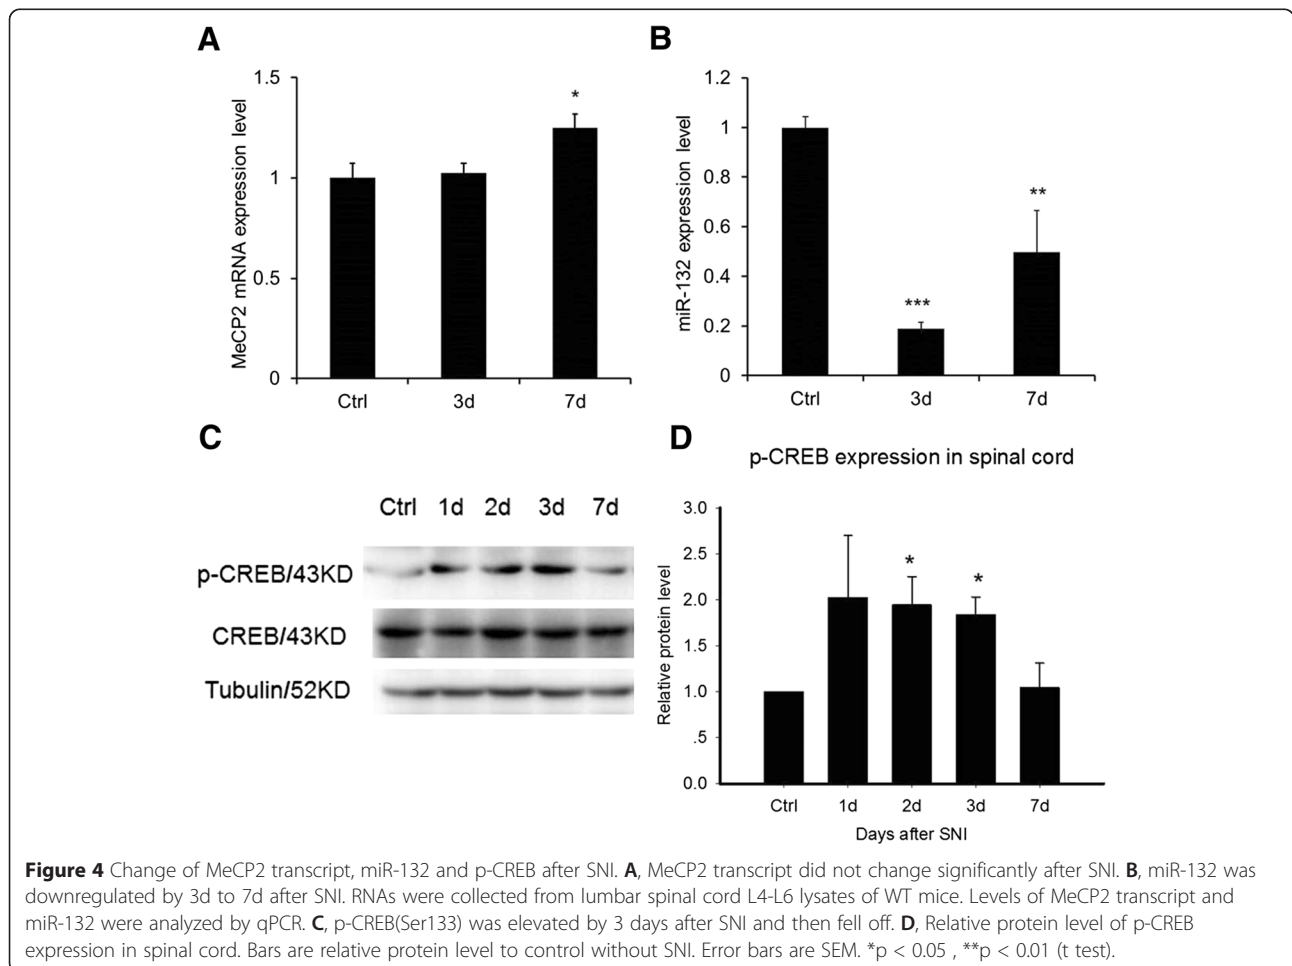 A
1.5
*
1
0.5
0
MeCP2 mRNA expression level
Ctrl 3d 7d
B
1.2
1
0.8
0.6
0.4
0.2
0
miR-132 expression level
***
**
Ctrl 3d 7d
C
Ctrl 1d 2d 3d 7d
p-CREB/43KD
CREB/43KD
Tubulin/52KD
D
p-CREB expression in spinal cord
3.0
2.5
2.0
1.5
1.0
.5
0.0
Relative protein level
*
*
Ctrl 1d 2d 3d 7d
Days after SNI
Figure 4 Change of MeCP2 transcript, miR-132 and p-CREB after SNI. A, MeCP2 transcript did not change significantly after SNI. B, miR-132 was
downregulated by 3d to 7d after SNI. RNAs were collected from lumbar spinal cord L4-L6 lysates of WT mice. Levels of MeCP2 transcript and
miR-132 were analyzed by qPCR. C, p-CREB(Ser133) was elevated by 3 days after SNI and then fell off. D, Relative protein level of p-CREB
expression in spinal cord. Bars are relative protein level to control without SNI. Error bars are SEM. *p < 0.05 , **p < 0.01 (t test).